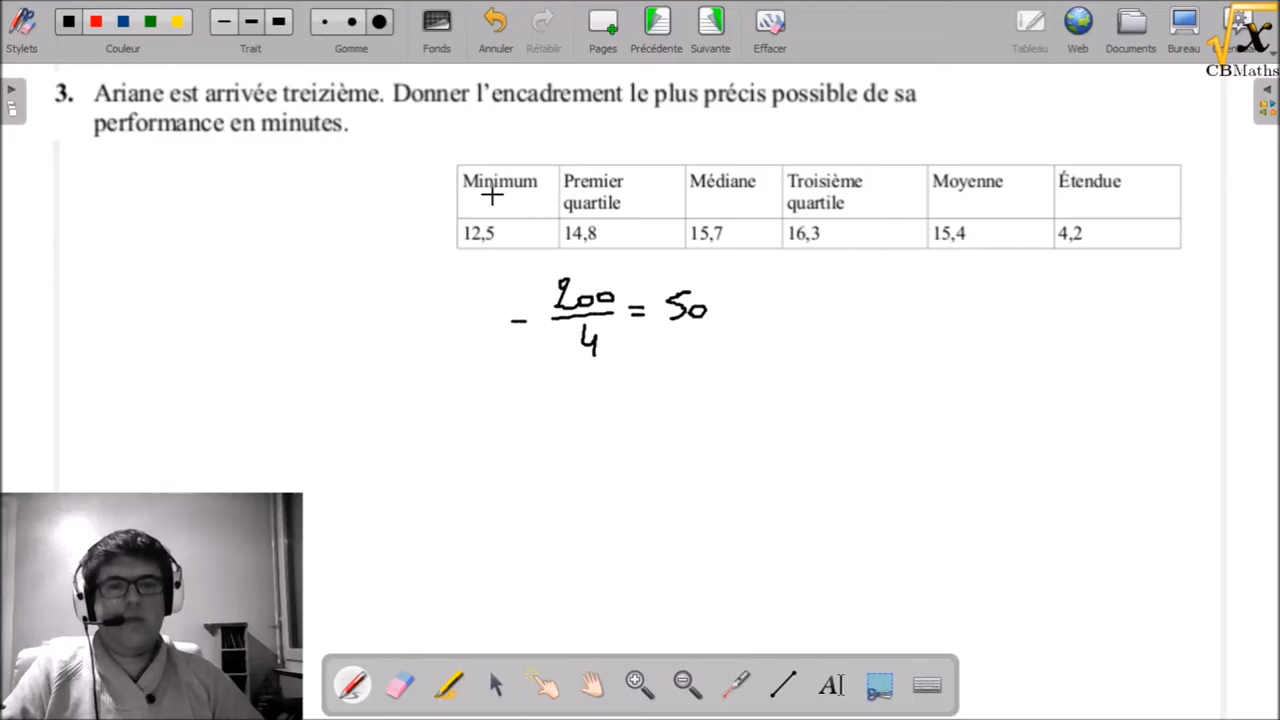 Stylets Couleur Trait Gomme Fonds Annuler Rétablir Pages Précédente Suivante Effacer Tableau Web Documents Bureau
CBMaths
3. Ariane est arrivée treizième. Donner l'encadrement le plus précis possible de sa
performance en minutes.
Minimum Premier quartile Médiane Troisième quartile Moyenne Étendue
12,5 14,8 15,7 16,3 15,4 4,2
- 200/4 = 50
AI